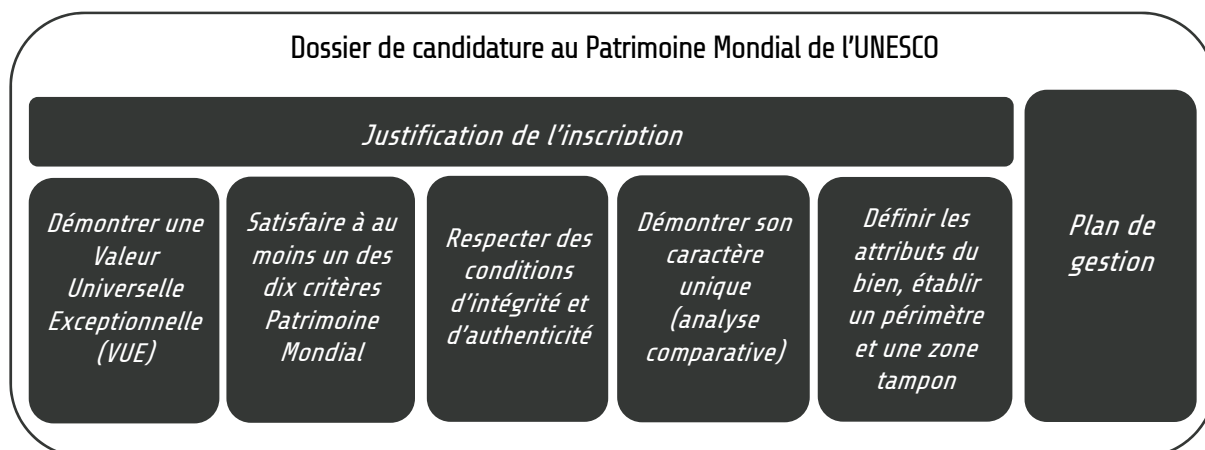 Dossier de candidature au Patrimoine Mondial de l'UNESCO
Justification de l'inscription
Démontrer une
Valeur
Universelle
Exceptionnelle
(VUE)
Satisfaire à au
moins un des
dix critères
Patrimoine
Mondial
Respecter des
conditions
d'intégrité et
d'authenticité
Démontrer son
caractère
unique
(analyse
comparative)
Définir les
attributs du
bien, établir
un périmètre
et une zone
tampon
Plan de
gestion